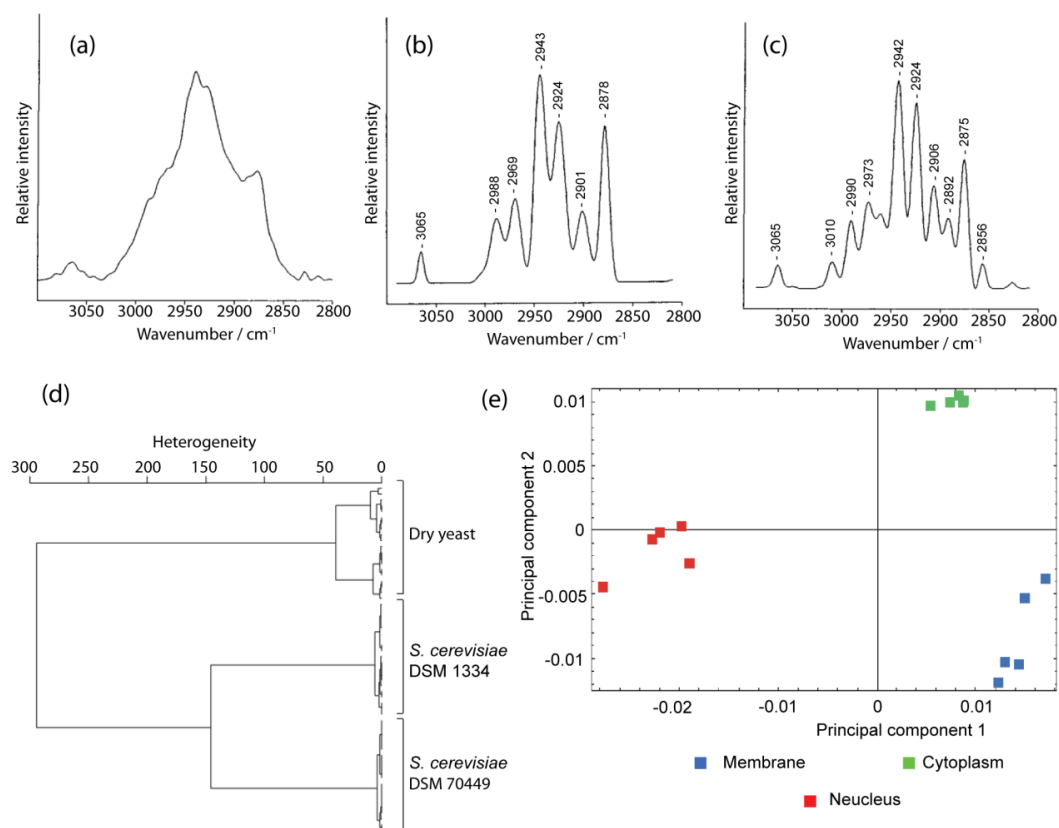 (a)
Relative intensity
3050 3000 2950 2900 2850 2800
Wavenumber / cm⁻¹
(b)
Relative intensity
3065
2988
2969
2943
2924
2901
2878
3050 3000 2950 2900 2850 2800
Wavenumber / cm⁻¹
(c)
Relative intensity
3065
3010
2990
2973
2942
2924
2906
2892
2875
2856
3050 3000 2950 2900 2850 2800
Wavenumber / cm⁻¹
(d)
Heterogeneity
300 250 200 150 100 50 0
Dry yeast
S. cerevisiae
DSM 1334
S. cerevisiae
DSM 70449
(e)
Principal component 2
0.01
0.005
0
-0.005
-0.01
-0.02 -0.01 0 0.01
Principal component 1
Membrane
Cytoplasm
Neucleus